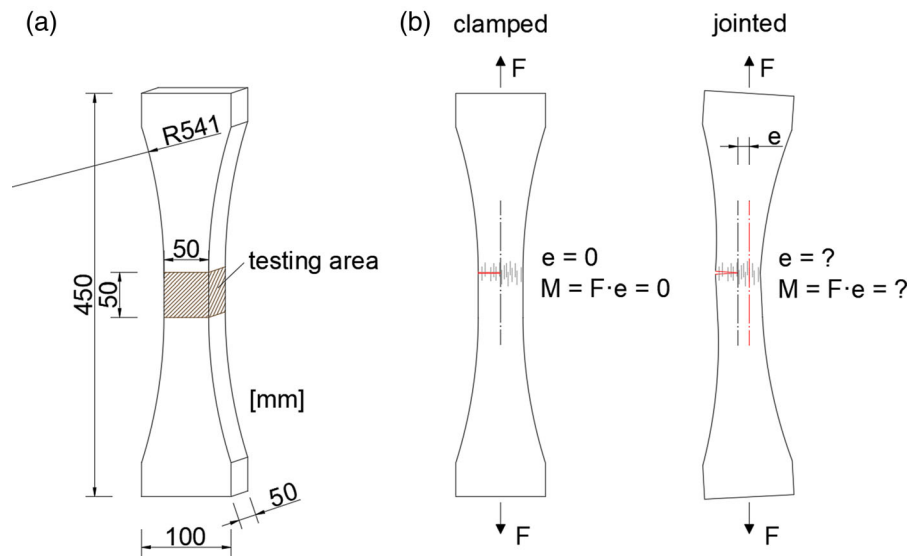 (a)
R541
50
testing area
450
50
[mm]
50
100
(b)
clamped
F
e = 0
M = F·e = 0
F
jointed
F
e
e = ?
M = F·e = ?
F